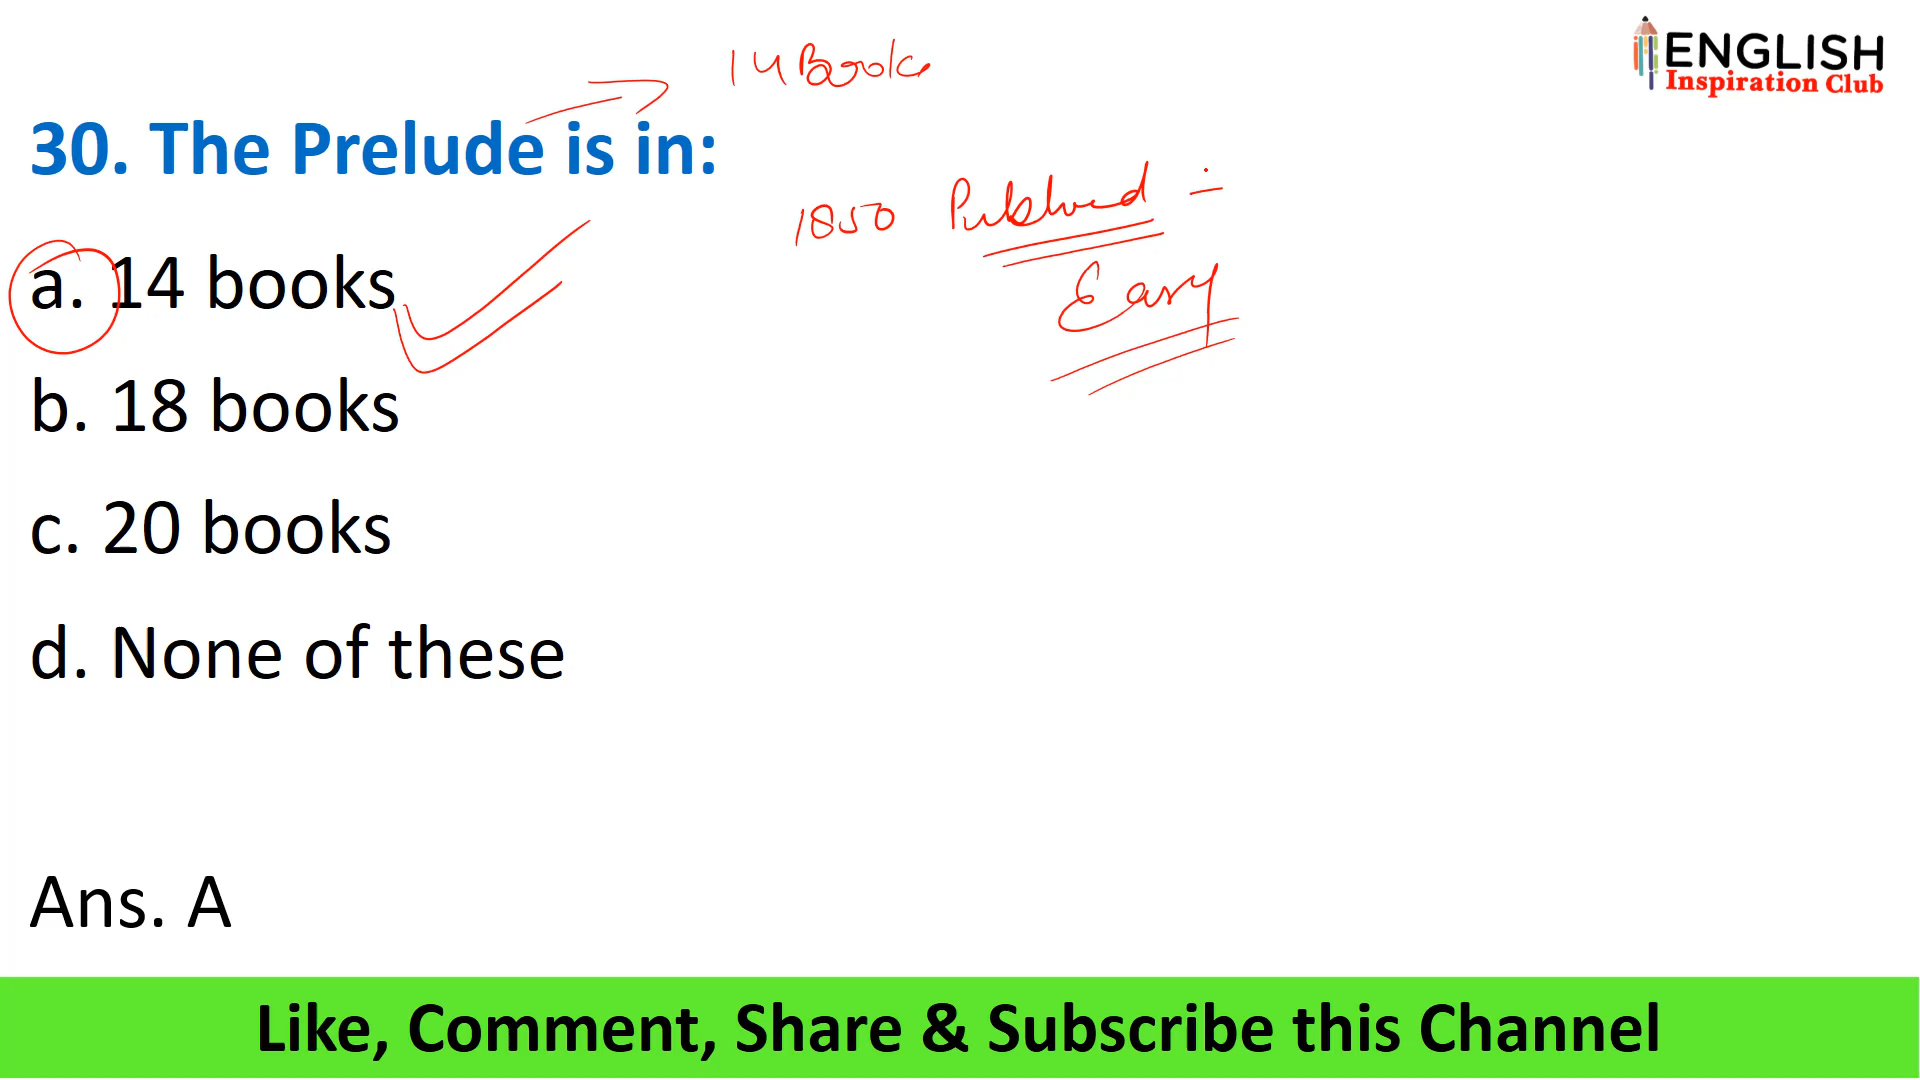 14 Books
ENGLISH
Inspiration Club
30. The Prelude is in:
1850 Published
a. 14 books
Easy
b. 18 books
c. 20 books
d. None of these
Ans. A
Like, Comment, Share & Subscribe this Channel